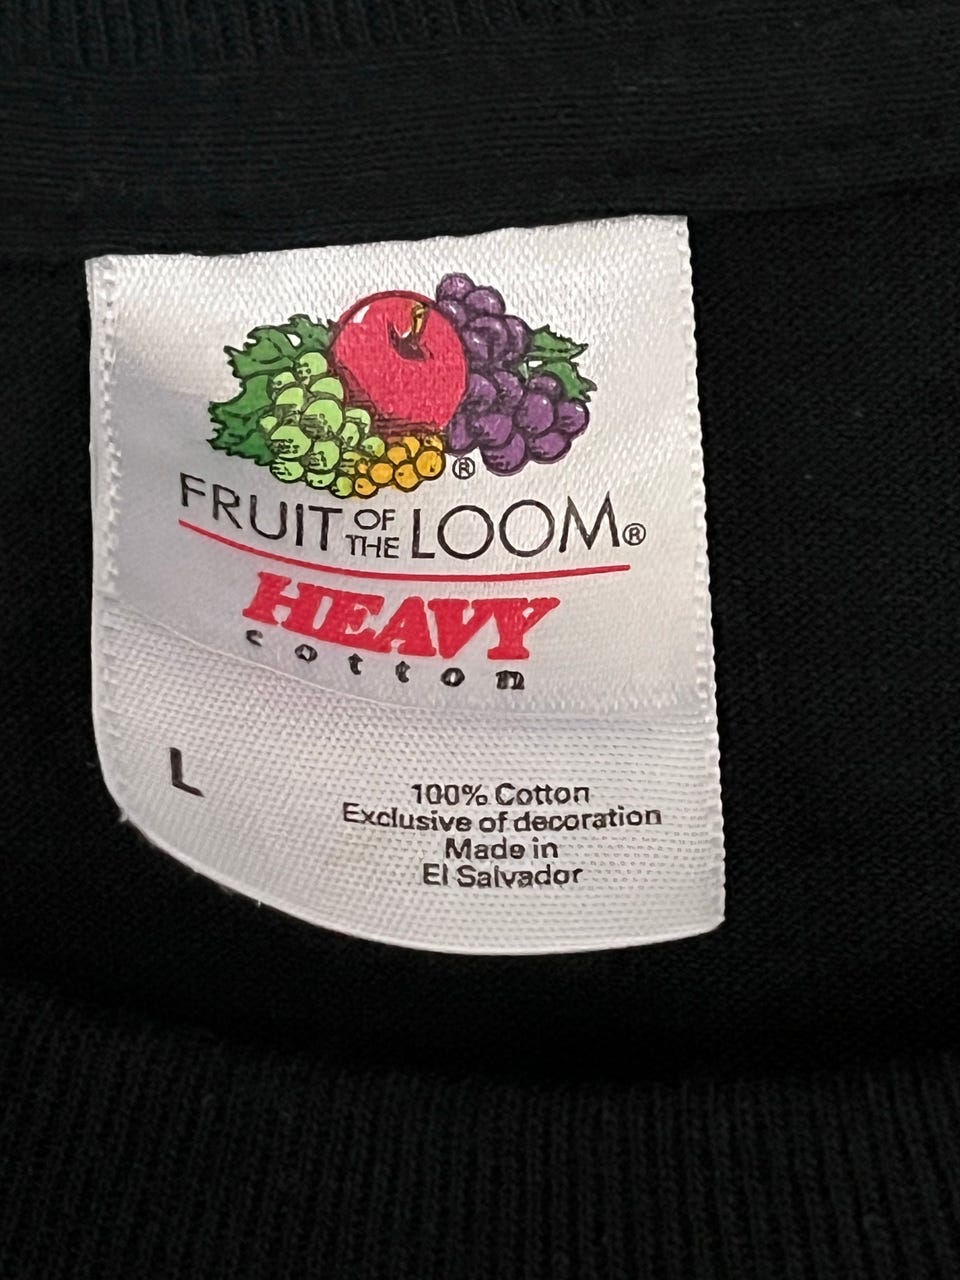 ®
FRUIT OF THE LOOM®
HEAVY
cotton
L
100% Cotton
Exclusive of decoration
Made in
El Salvador